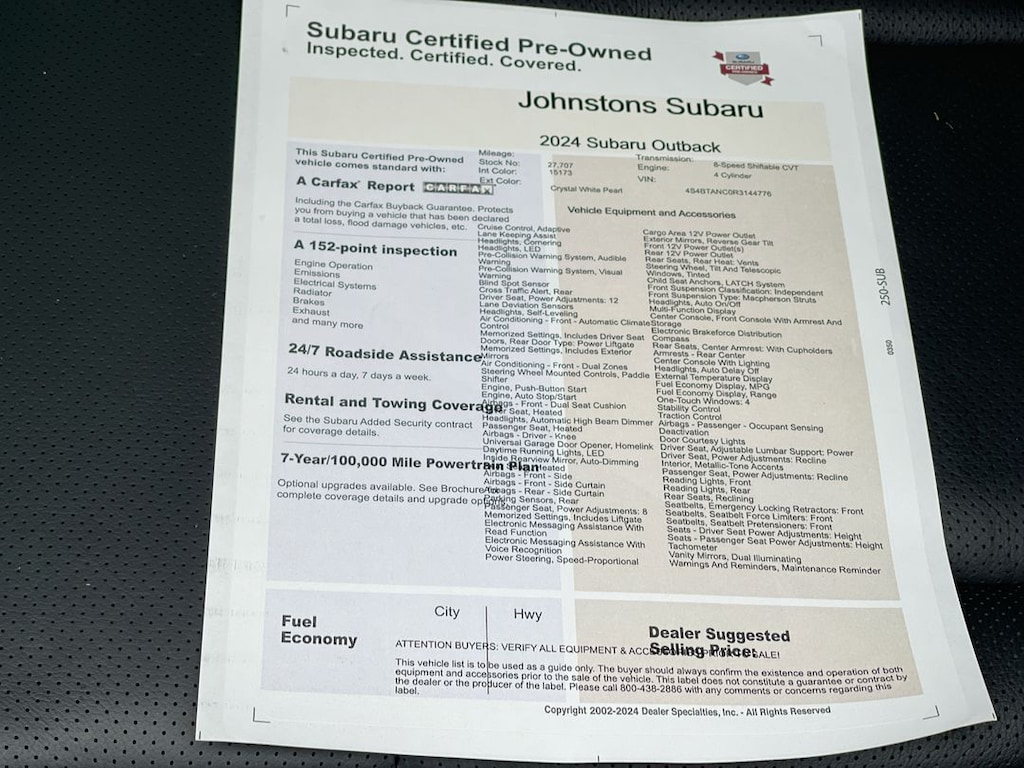 Subaru Certified Pre-Owned
Inspected. Certified. Covered.
SUBARU
CERTIFIED
PRE-OWNED
Johnstons Subaru
2024 Subaru Outback
This Subaru Certified Pre-Owned
vehicle comes standard with:
A Carfax® Report CARFAX
Including the Carfax Buyback Guarantee. Protects
you from buying a vehicle that has been declared
a total loss, flood damage vehicles, etc.
A 152-point inspection
Engine Operation
Emissions
Electrical Systems
Radiator
Brakes
Exhaust
and many more
24/7 Roadside Assistance
24 hours a day, 7 days a week.
Rental and Towing Coverage
See the Subaru Added Security contract
for coverage details.
7-Year/100,000 Mile Powertrain Plan
Optional upgrades available. See Brochure for
complete coverage details and upgrade options.
Mileage: 27,707
Stock No: 15173
Int Color:
Ext Color: Crystal White Pearl
Transmission: 8-Speed Shiftable CVT
Engine: 4 Cylinder
VIN: 4S4BTANC0R3144776
Vehicle Equipment and Accessories
Cruise Control, Adaptive
Lane Keeping Assist
Headlights, Cornering
Headlights, LED
Pre-Collision Warning System, Audible
Warning
Pre-Collision Warning System, Visual
Warning
Blind Spot Sensor
Cross Traffic Alert, Rear
Driver Seat, Power Adjustments: 12
Lane Deviation Sensors
Headlights, Self-Leveling
Air Conditioning - Front - Automatic Climate
Control
Memorized Settings, Includes Driver Seat
Doors, Rear Door Type: Power Liftgate
Memorized Settings, Includes Exterior
Mirrors
Air Conditioning - Front - Dual Zones
Steering Wheel Mounted Controls, Paddle
Shifter
Engine, Push-Button Start
Engine, Auto Stop/Start
Airbags - Front - Dual Seat Cushion
Driver Seat, Heated
Headlights, Automatic High Beam Dimmer
Passenger Seat, Heated
Airbags - Driver - Knee
Universal Garage Door Opener, Homelink
Daytime Running Lights, LED
Inside Rearview Mirror, Auto-Dimming
Heated
Airbags - Front - Side
Airbags - Front - Side Curtain
Airbags - Rear - Side Curtain
Parking Sensors, Rear
Passenger Seat, Power Adjustments: 8
Memorized Settings, Includes Liftgate
Electronic Messaging Assistance With
Read Function
Electronic Messaging Assistance With
Voice Recognition
Power Steering, Speed-Proportional
Cargo Area 12V Power Outlet
Exterior Mirrors, Reverse Gear Tilt
Front 12V Power Outlet(s)
Rear 12V Power Outlet
Rear Seats, Rear Heat: Vents
Steering Wheel, Tilt And Telescopic
Windows, Tinted
Child Seat Anchors, LATCH System
Front Suspension Classification: Independent
Front Suspension Type: Macpherson Struts
Headlights, Auto On/Off
Multi-Function Display
Center Console, Front Console With Armrest And
Storage
Electronic Brakeforce Distribution
Compass
Rear Seats, Center Armrest: With Cupholders
Armrests - Rear Center
Center Console With Lighting
Headlights, Auto Delay Off
External Temperature Display
Fuel Economy Display, MPG
Fuel Economy Display, Range
One-Touch Windows: 4
Stability Control
Traction Control
Airbags - Passenger - Occupant Sensing
Deactivation
Door Courtesy Lights
Driver Seat, Adjustable Lumbar Support: Power
Driver Seat, Power Adjustments: Recline
Interior, Metallic-Tone Accents
Passenger Seat, Power Adjustments: Recline
Reading Lights, Front
Reading Lights, Rear
Rear Seats, Reclining
Seatbelts, Emergency Locking Retractors: Front
Seatbelts, Seatbelt Force Limiters: Front
Seatbelts, Seatbelt Pretensioners: Front
Seats - Driver Seat Power Adjustments: Height
Seats - Passenger Seat Power Adjustments: Height
Tachometer
Vanity Mirrors, Dual Illuminating
Warnings And Reminders, Maintenance Reminder
250-SUB
0350
Fuel
Economy
City
Hwy
Dealer Suggested
Selling Price:
ATTENTION BUYERS: VERIFY ALL EQUIPMENT & ACCESSORIES PRIOR TO SALE!
This vehicle list is to be used as a guide only. The buyer should always confirm the existence and operation of both
equipment and accessories prior to the sale of the vehicle. This label does not constitute a guarantee or contract by
the dealer or the producer of the label. Please call 800-438-2886 with any comments or concerns regarding this
label.
Copyright 2002-2024 Dealer Specialties, Inc. - All Rights Reserved